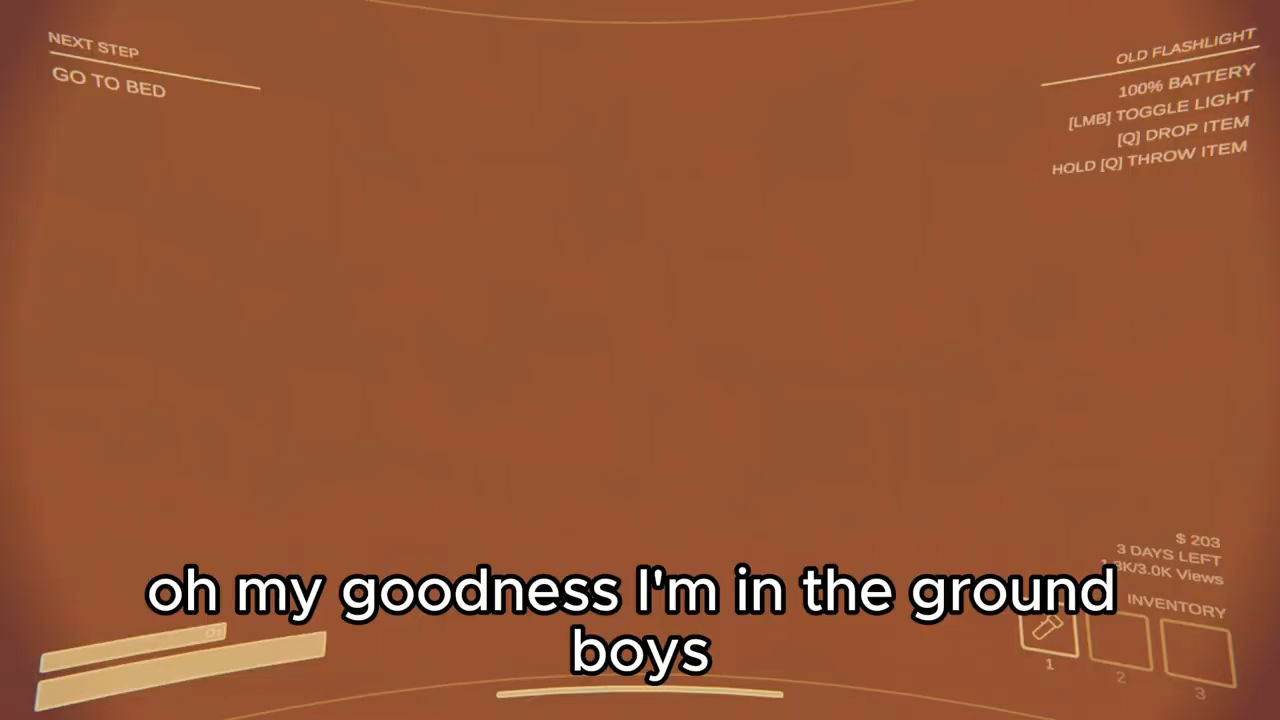 NEXT STEP
GO TO BED
OLD FLASHLIGHT
100% BATTERY
[LMB] TOGGLE LIGHT
[Q] DROP ITEM
HOLD [Q] THROW ITEM
$ 203
3 DAYS LEFT
/3.0K Views
INVENTORY
1
2
3
oh my goodness I'm in the ground
boys